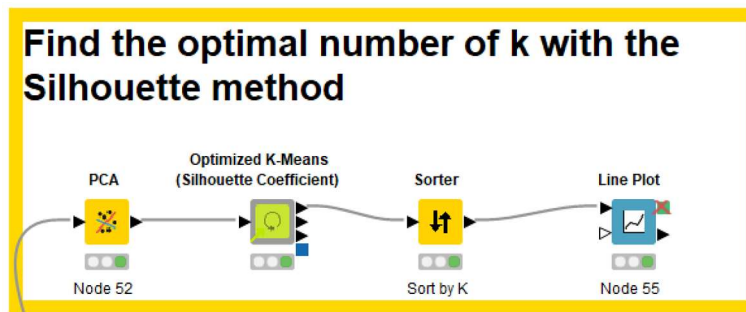 Find the optimal number of k with the
Silhouette method
PCA
Optimized K-Means
(Silhouette Coefficient)
Sorter
Line Plot
Node 52
Sort by K
Node 55